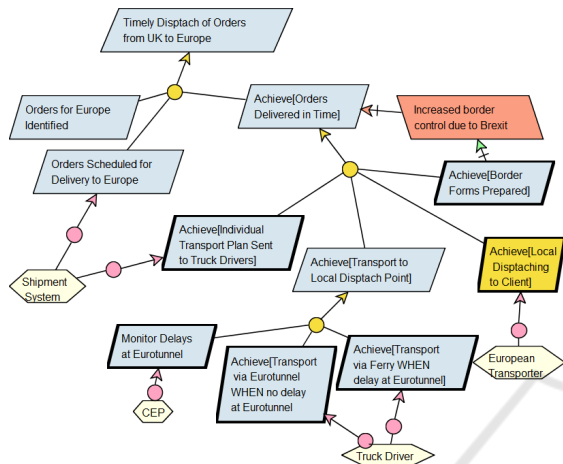 Timely Disptach of Orders
from UK to Europe
Orders for Europe
Identified
Achieve[Orders
Delivered in Time]
Increased border
control due to Brexit
Orders Scheduled for
Delivery to Europe
Achieve[Border
Forms Prepared]
Achieve[Individual
Transport Plan Sent
to Truck Drivers]
Achieve[Transport to
Local Disptach Point]
Achieve[Local
Disptaching
to Client]
Shipment
System
Monitor Delays
at Eurotunnel
Achieve[Transport
via Eurotunnel
WHEN no delay
at Eurotunnel
Achieve[Transport
via Ferry WHEN
delay at Eurotunnel]
European
Transporter
CEP
Truck Driver